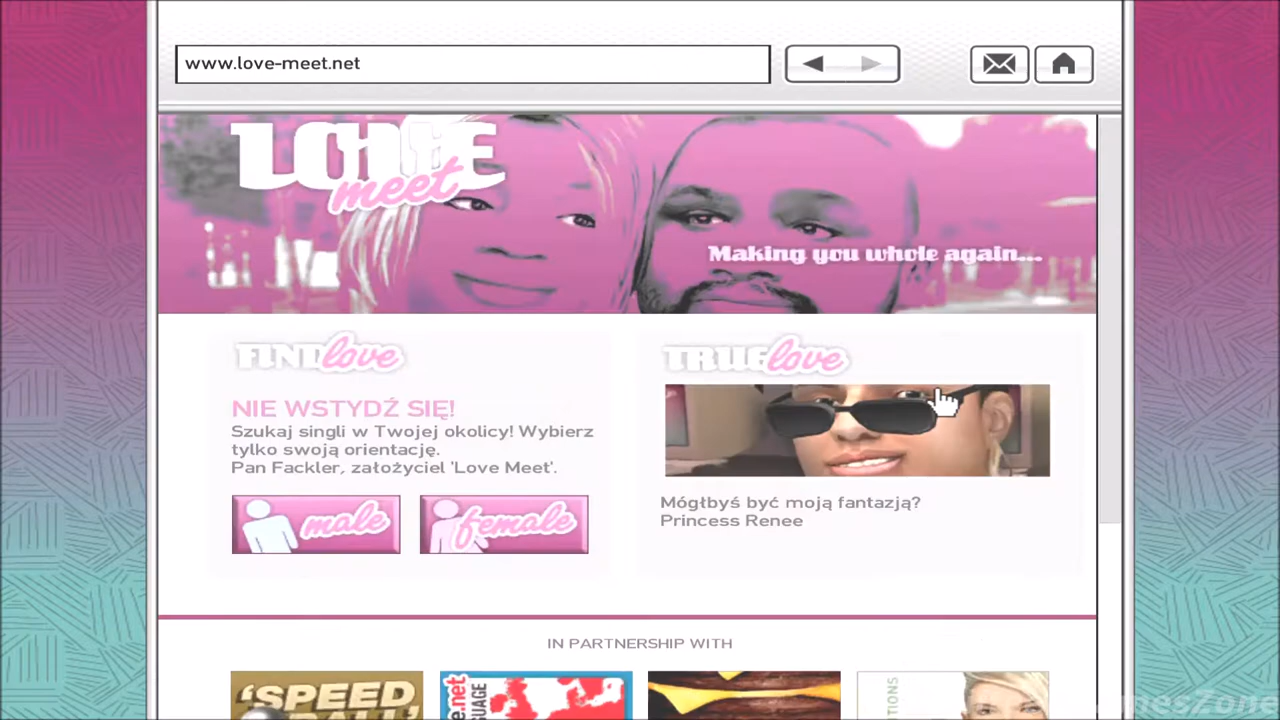 www.love-meet.net
LOVE
meet
Making you whole again...
FIND love
TRUE love
NIE WSTYDŹ SIĘ!
Szukaj singli w Twojej okolicy! Wybierz
tylko swoją orientację.
Pan Fackler, założyciel 'Love Meet'.
male
female
Mógłbyś być moją fantazją?
Princess Renee
IN PARTNERSHIP WITH
'SPEED